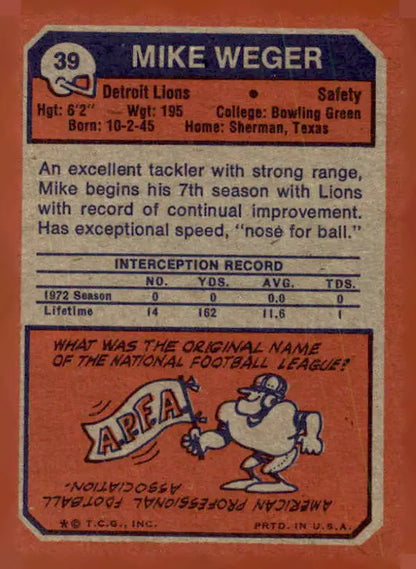 39
MIKE WEGER
Detroit Lions • Safety
Hgt: 6'2" Wgt: 195 College: Bowling Green
Born: 10-2-45 Home: Sherman, Texas
An excellent tackler with strong range,
Mike begins his 7th season with Lions
with record of continual improvement.
Has exceptional speed, "nose for ball."
INTERCEPTION RECORD
NO. YDS. AVG. TDS.
1972 Season 0 0 0.0 0
Lifetime 14 162 11.6 1
WHAT WAS THE ORIGINAL NAME
OF THE NATIONAL FOOTBALL LEAGUE?
A.P.F.A.
AMERICAN PROFESSIONAL FOOTBALL
ASSOCIATION.
*© T.C.G., INC. PRTD. IN U.S.A.